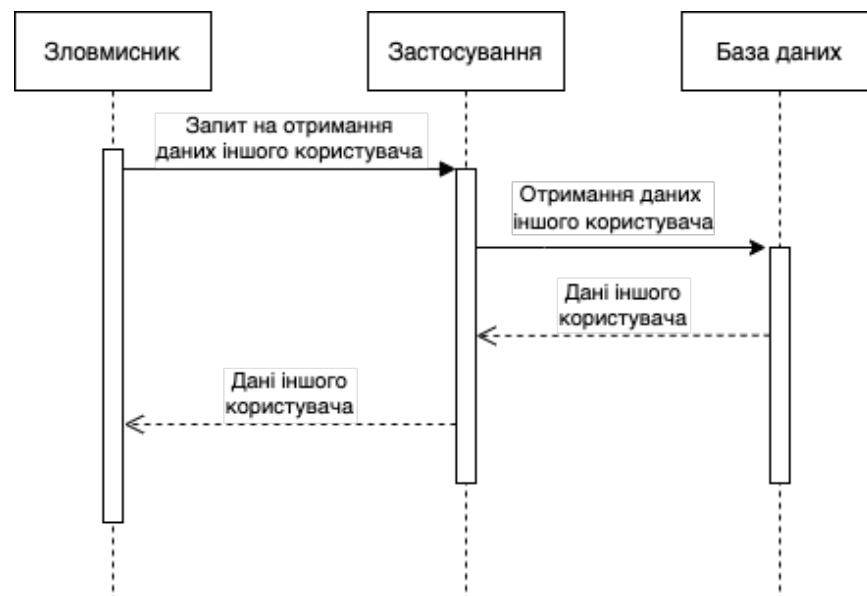 Зловмисник
Застосування
База даних
Запит на отримання
даних іншого користувача
Отримання даних
іншого користувача
Дані іншого
користувача
Дані іншого
користувача